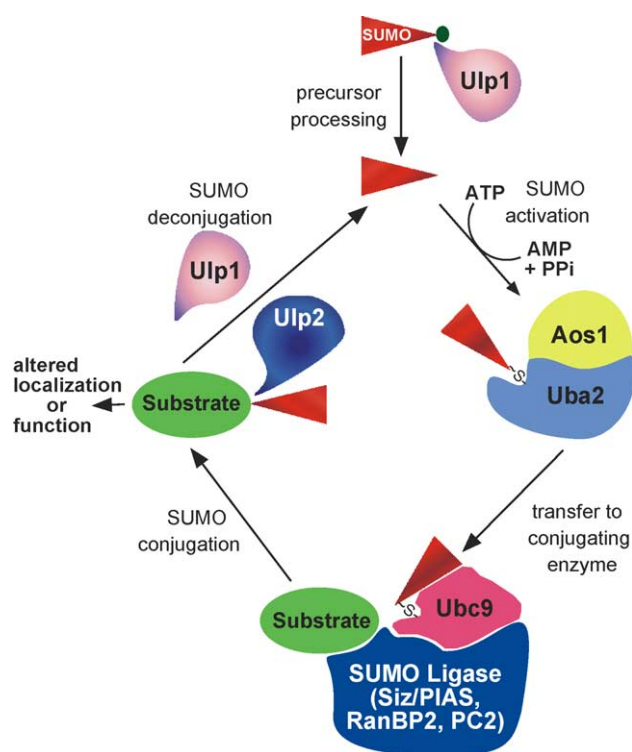 SUMO
Ulp1
precursor
processing
SUMO
deconjugation
ATP
SUMO
activation
AMP
+ PPi
Ulp1
Ulp2
Aos1
-S-
Uba2
altered
localization
or
function
Substrate
SUMO
conjugation
transfer to
conjugating
enzyme
-S-
Ubc9
Substrate
SUMO Ligase
(Siz/PIAS,
RanBP2, PC2)